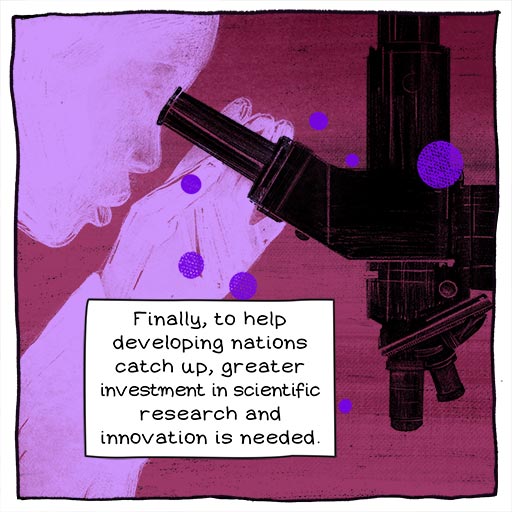 Finally, to help
developing nations
catch up, greater
investment in scientific
research and
innovation is needed.